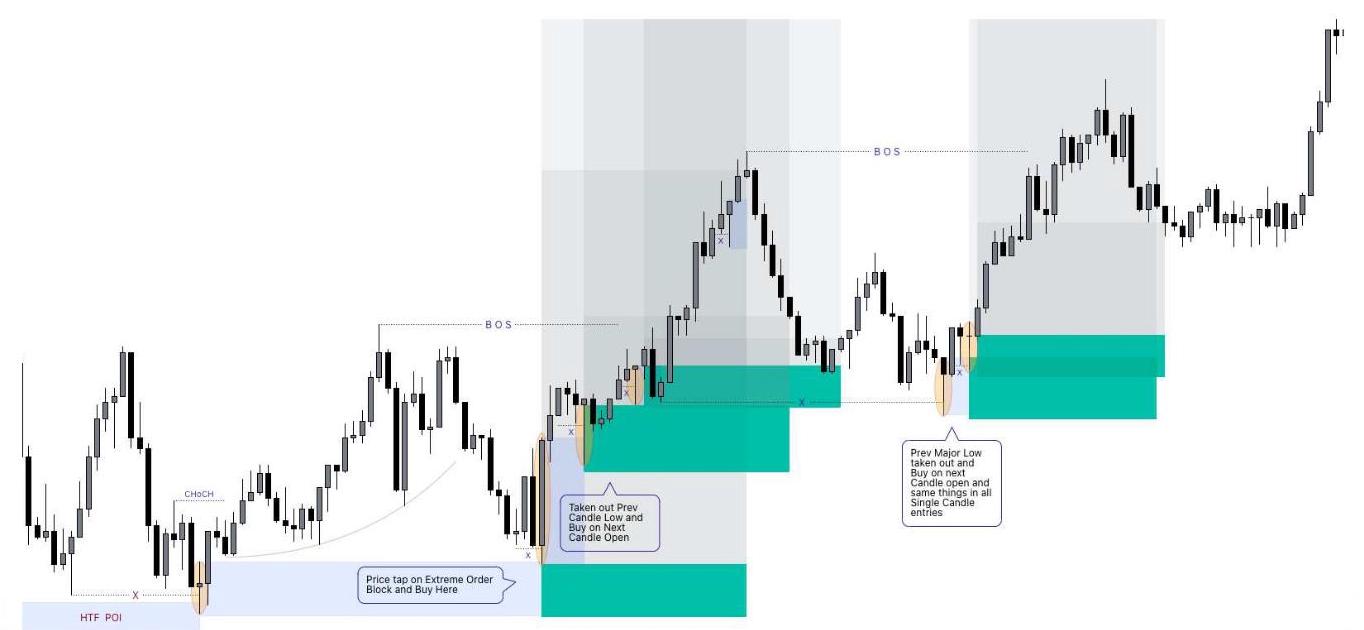 B O S
B O S
x
x
x
x
x
CHoCH
x
x
X
HTF POI
Price tap on Extreme Order
Block and Buy Here
Taken out Prev
Candle Low and
Buy on Next
Candle Open
Prev Major Low
taken out and
Buy on next
Candle open and
same things in all
Single Candle
entries